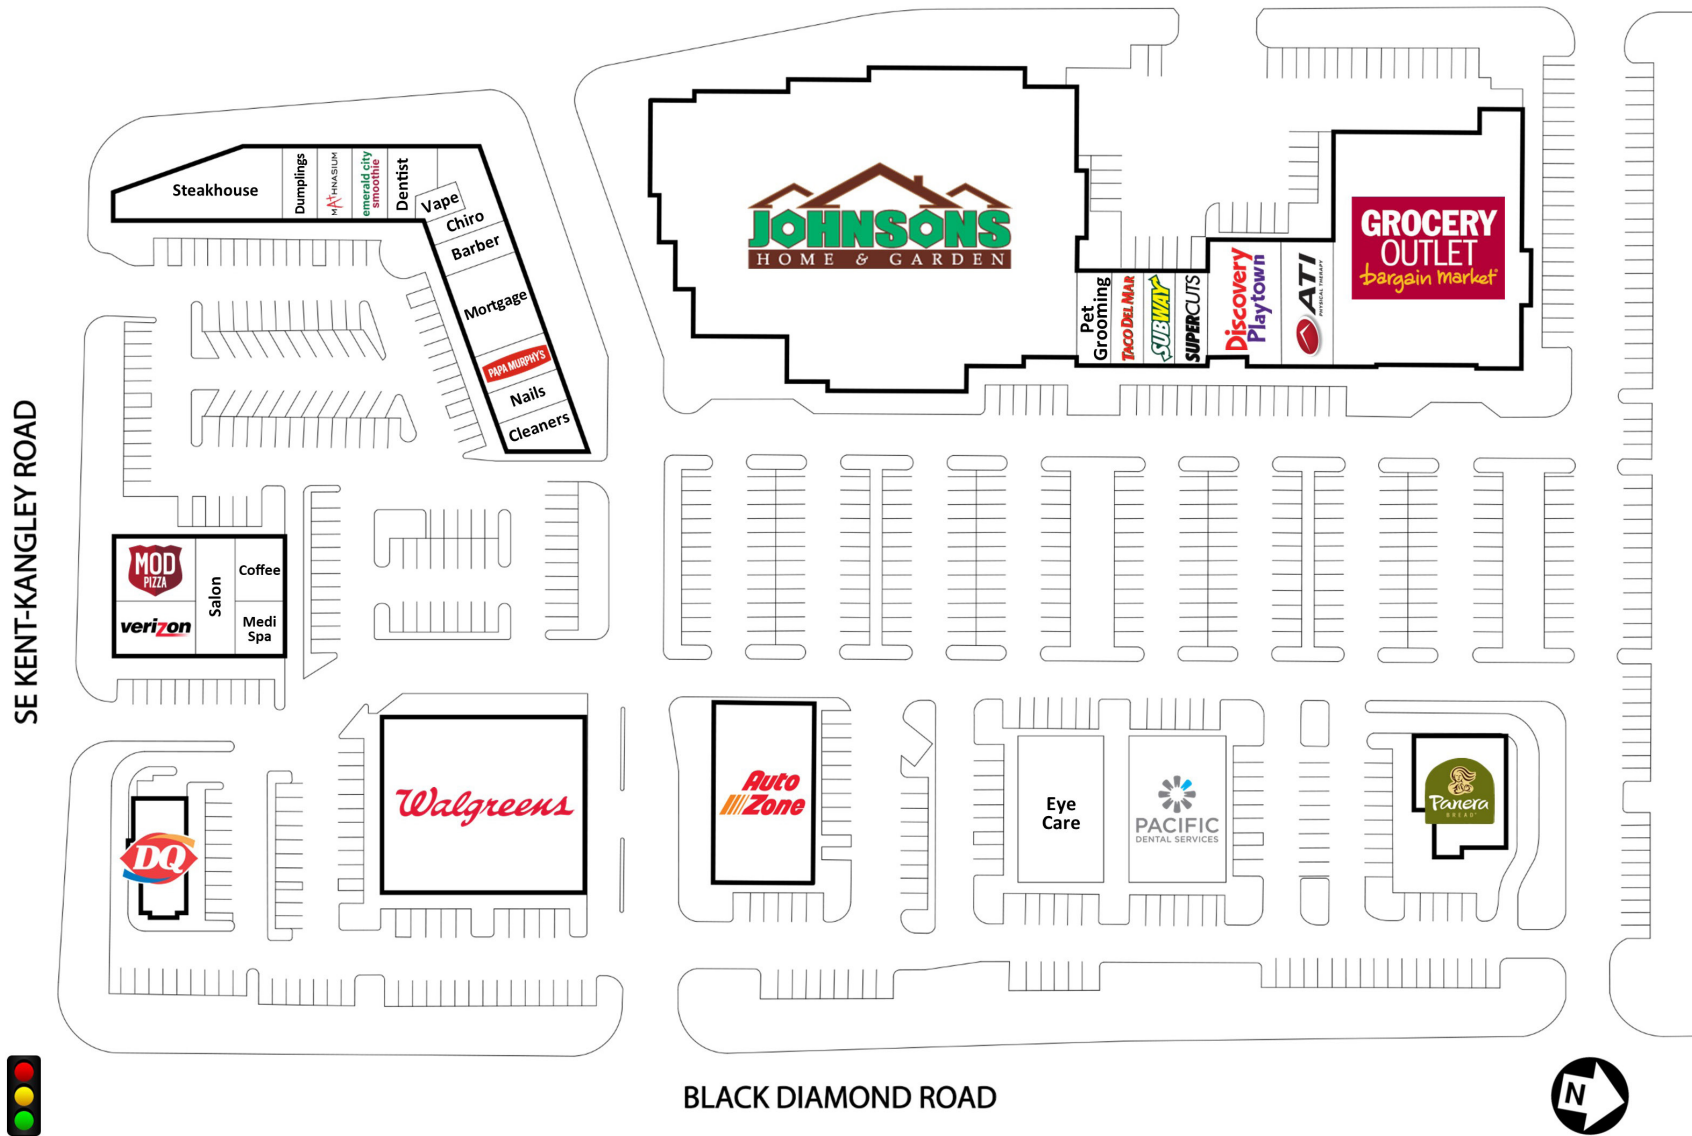 Steakhouse
Dumplings
MATHNASIUM
emerald city
smoothie
Dentist
Vape
Chiro
Barber
Mortgage
PAPA MURPHY'S
Nails
Cleaners
JOHNSONS
HOME & GARDEN
Pet
Grooming
TACO DEL MAR
SUBWAY
SUPERCUTS
Discovery
Playtown
ATI
PHYSICAL THERAPY
GROCERY
OUTLET
bargain market
SE KENT-KANGLEY ROAD
MOD
PIZZA
verizon
Salon
Coffee
Medi
Spa
DQ
Walgreens
Auto
Zone
Eye
Care
PACIFIC
DENTAL SERVICES
Panera
BREAD
BLACK DIAMOND ROAD
N